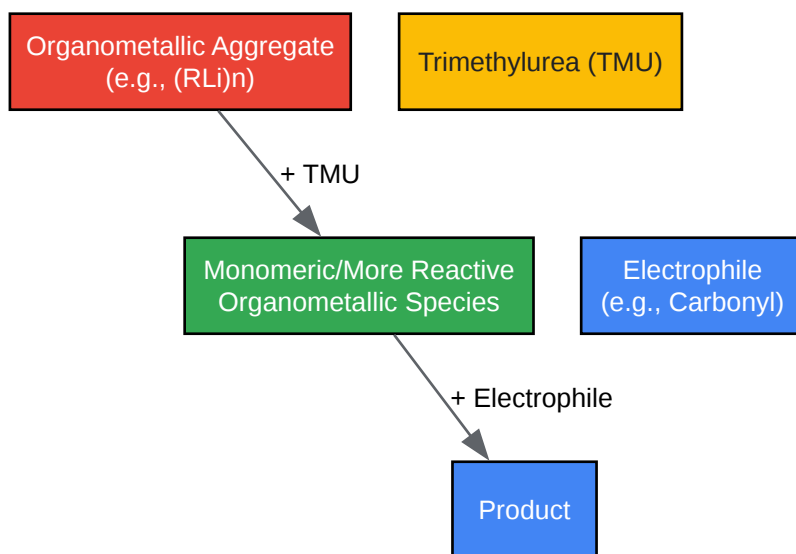 Organometallic Aggregate
(e.g., (RLi)n)
Trimethylurea (TMU)
+ TMU
Monomeric/More Reactive
Organometallic Species
Electrophile
(e.g., Carbonyl)
+ Electrophile
Product